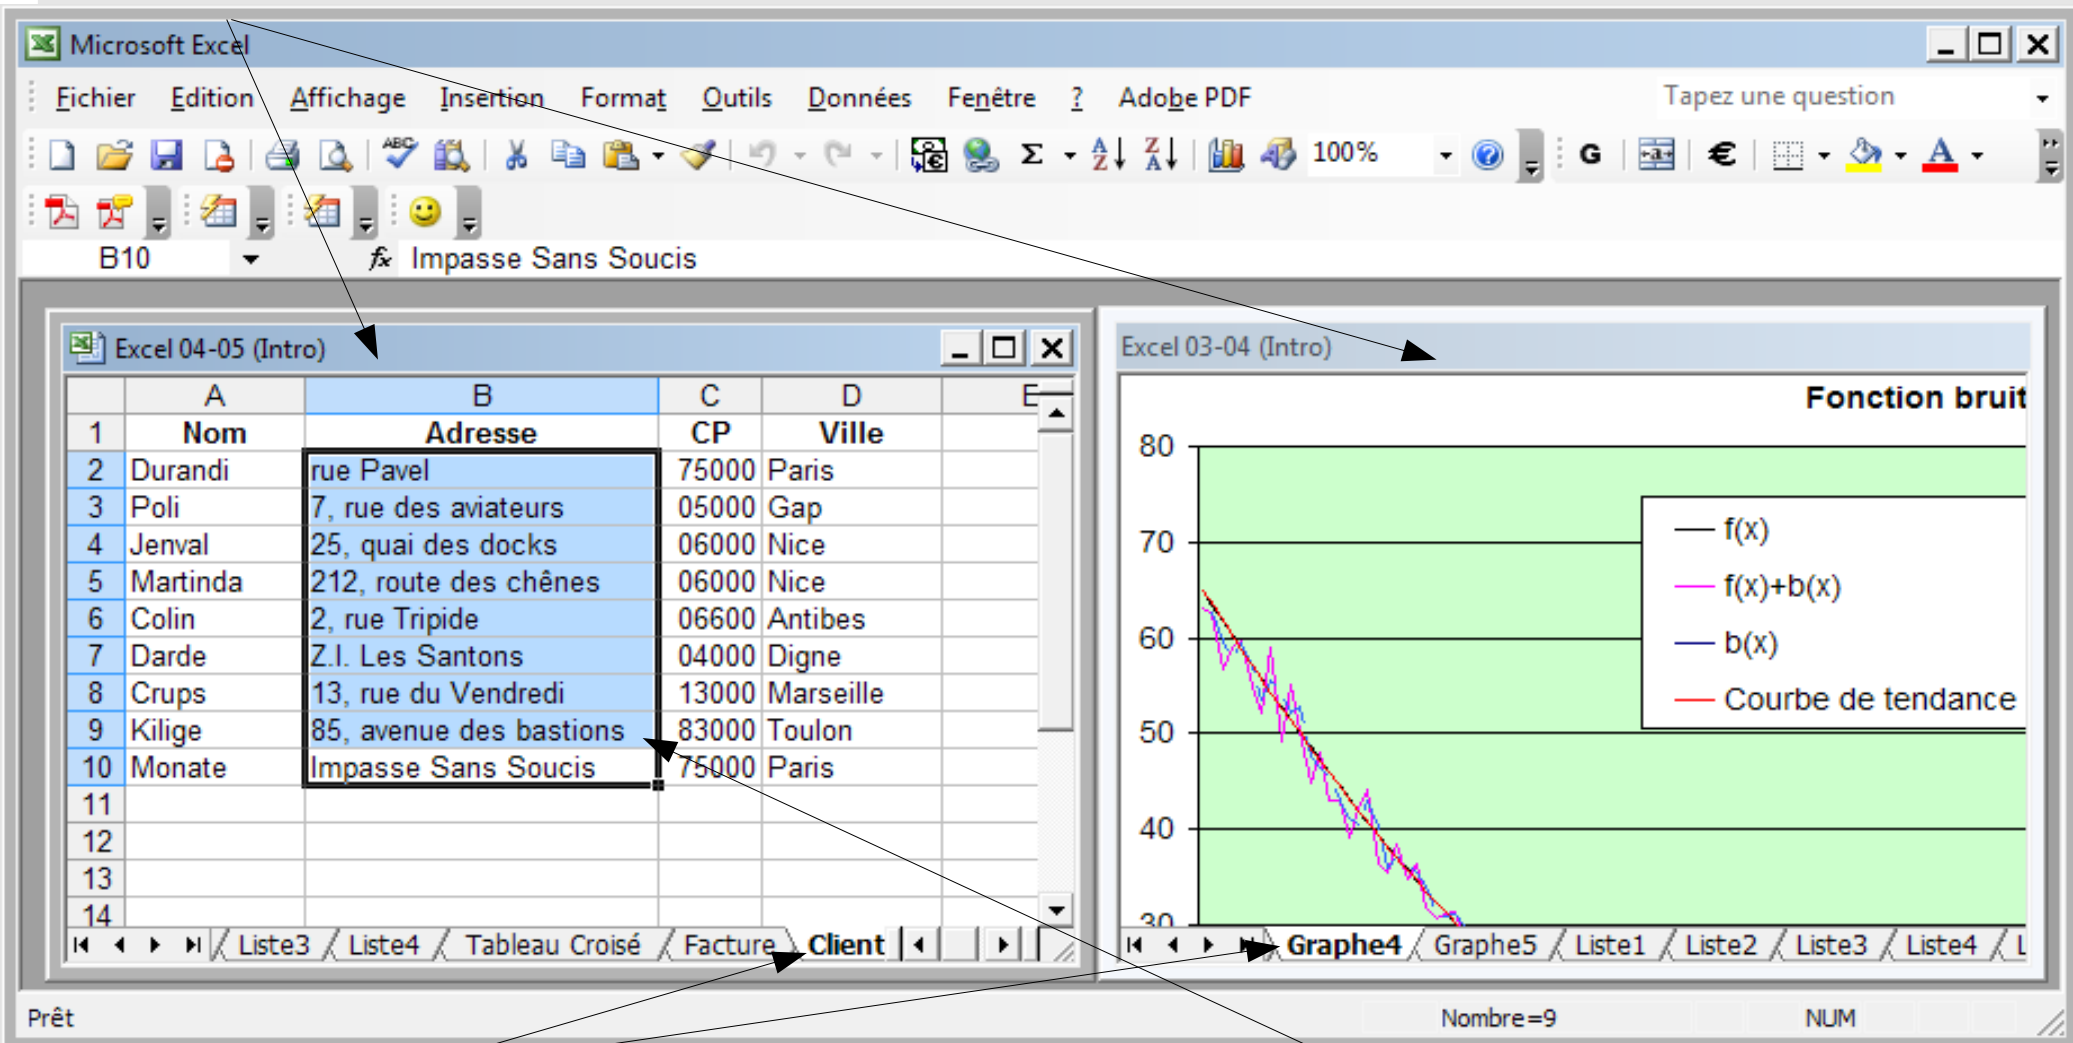 Microsoft Excel
Fichier Edition Affichage Insertion Format Outils Données Fenêtre ? Adobe PDF Tapez une question
ABC Σ A Z Z A 100% ? G a € A
B10 fx Impasse Sans Soucis
Excel 04-05 (Intro)
A B C D E
1 Nom Adresse CP Ville
2 Durandi rue Pavel 75000 Paris
3 Poli 7, rue des aviateurs 05000 Gap
4 Jenval 25, quai des docks 06000 Nice
5 Martinda 212, route des chênes 06000 Nice
6 Colin 2, rue Tripide 06600 Antibes
7 Darde Z.I. Les Santons 04000 Digne
8 Crups 13, rue du Vendredi 13000 Marseille
9 Kilige 85, avenue des bastions 83000 Toulon
10 Monate Impasse Sans Soucis 75000 Paris
11
12
13
14
Liste3 Liste4 Tableau Croisé Facture Client
Excel 03-04 (Intro)
Fonction bruit
80
70
60
50
40
30
f(x)
f(x)+b(x)
b(x)
Courbe de tendance
Graphe4 Graphe5 Liste1 Liste2 Liste3 Liste4 L
Prêt Nombre=9 NUM